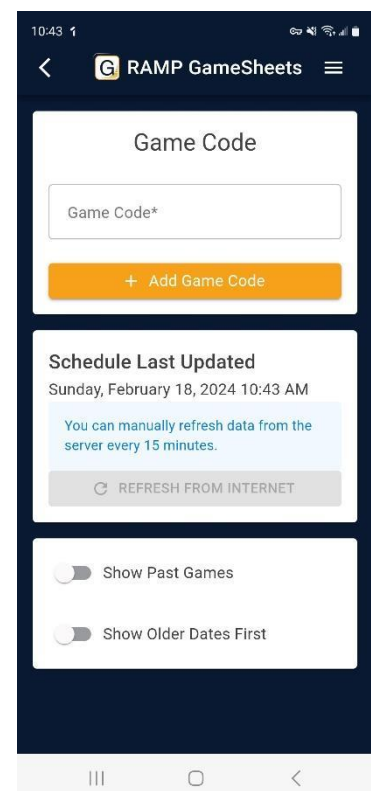 10:43
G RAMP GameSheets
Game Code
Game Code*
+ Add Game Code
Schedule Last Updated
Sunday, February 18, 2024 10:43 AM
You can manually refresh data from the
server every 15 minutes.
REFRESH FROM INTERNET
Show Past Games
Show Older Dates First